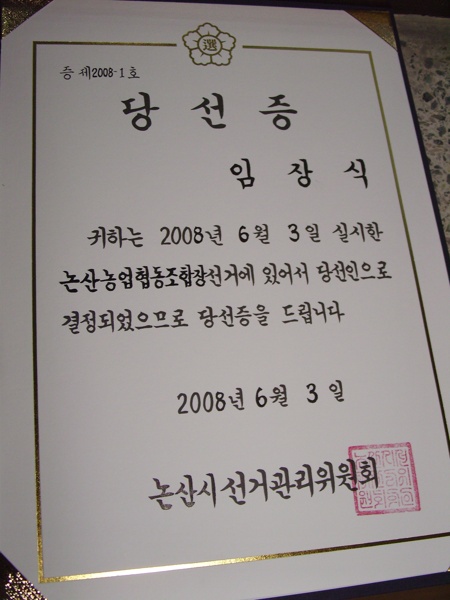 選
증 제2008-1호
당선증
임장식
귀하는 2008년 6월 3일 실시한
논산농업협동조합장선거에 있어서 당선인으로
결정되었으므로 당선증을 드립니다
2008년 6월 3일
논산시선거관리위원회